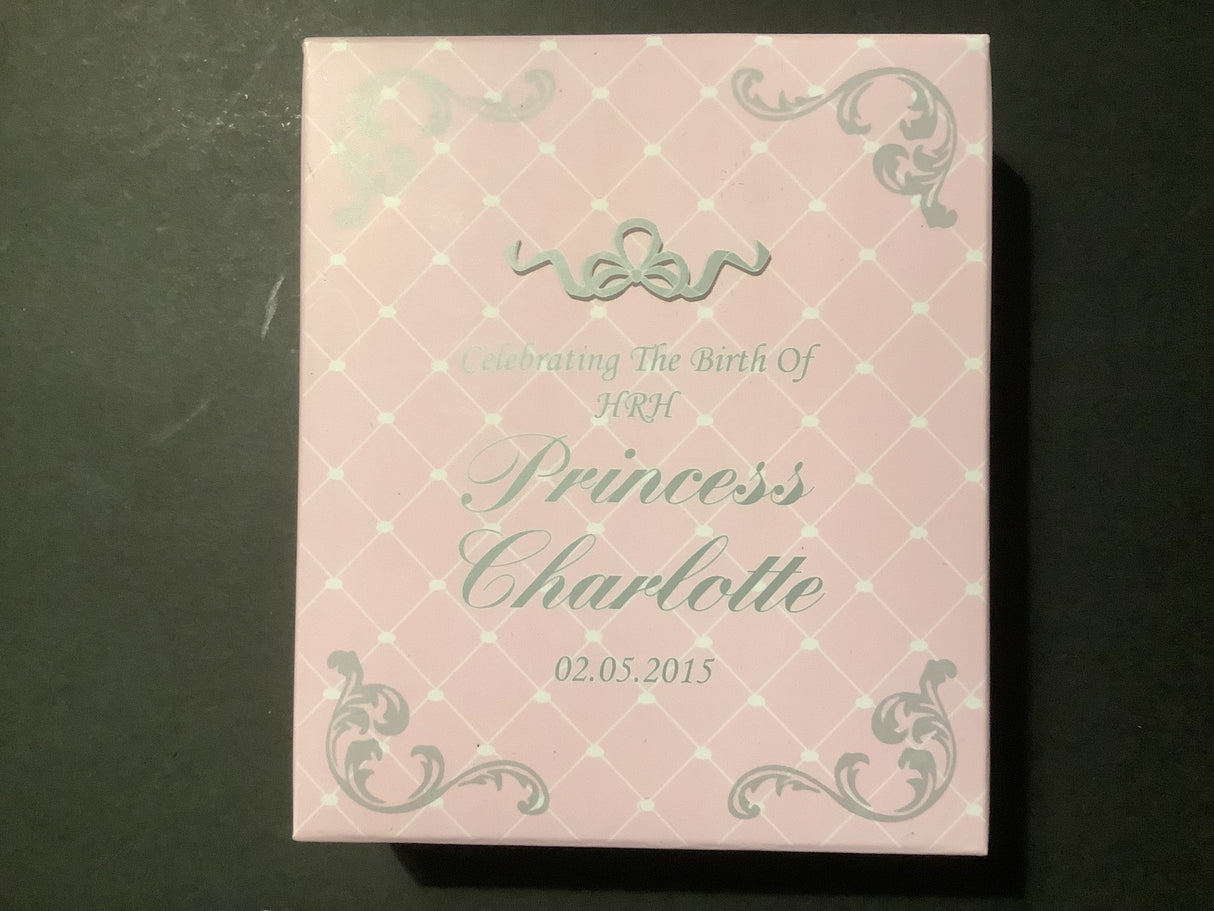 Celebrating The Birth Of
HRH
Princess
Charlotte
02.05.2015